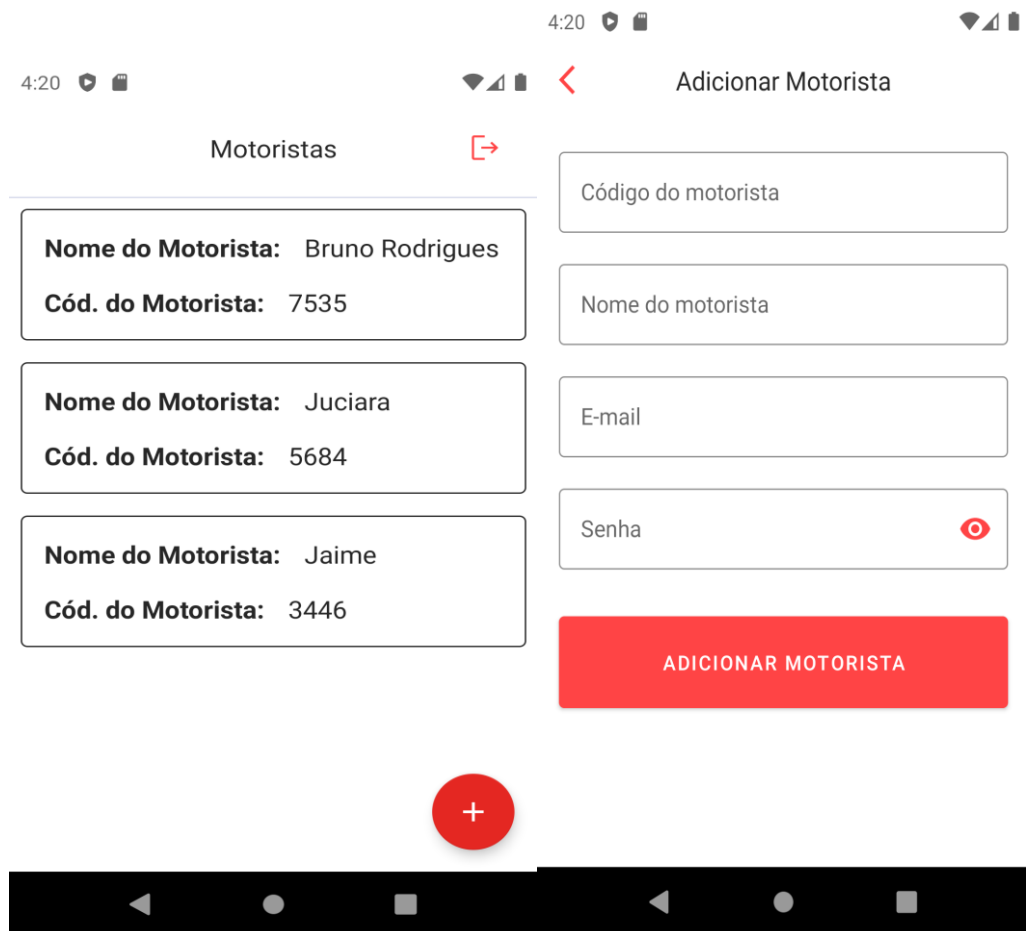 4:20
Motoristas
Nome do Motorista: Bruno Rodrigues
Cód. do Motorista: 7535
Nome do Motorista: Juciara
Cód. do Motorista: 5684
Nome do Motorista: Jaime
Cód. do Motorista: 3446
+
4:20
Adicionar Motorista
Código do motorista
Nome do motorista
E-mail
Senha
ADICIONAR MOTORISTA